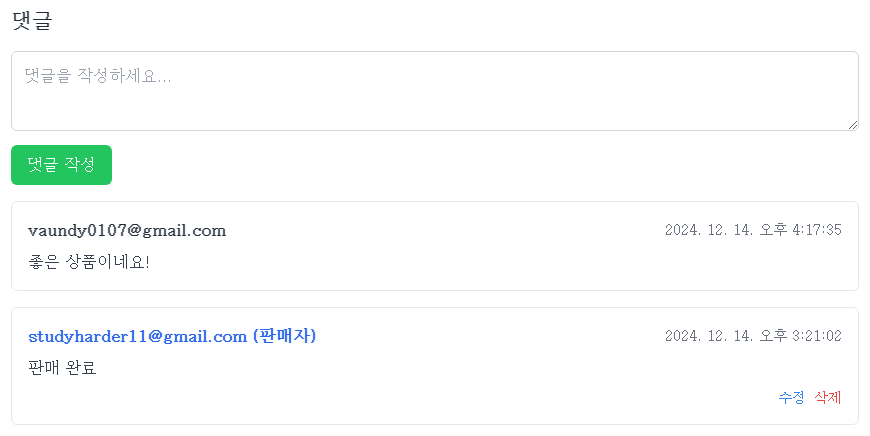 댓글
댓글을 작성하세요...
댓글 작성
vaundy0107@gmail.com 2024. 12. 14. 오후 4:17:35
좋은 상품이네요!
studyharder11@gmail.com (판매자) 2024. 12. 14. 오후 3:21:02
판매 완료
수정 삭제